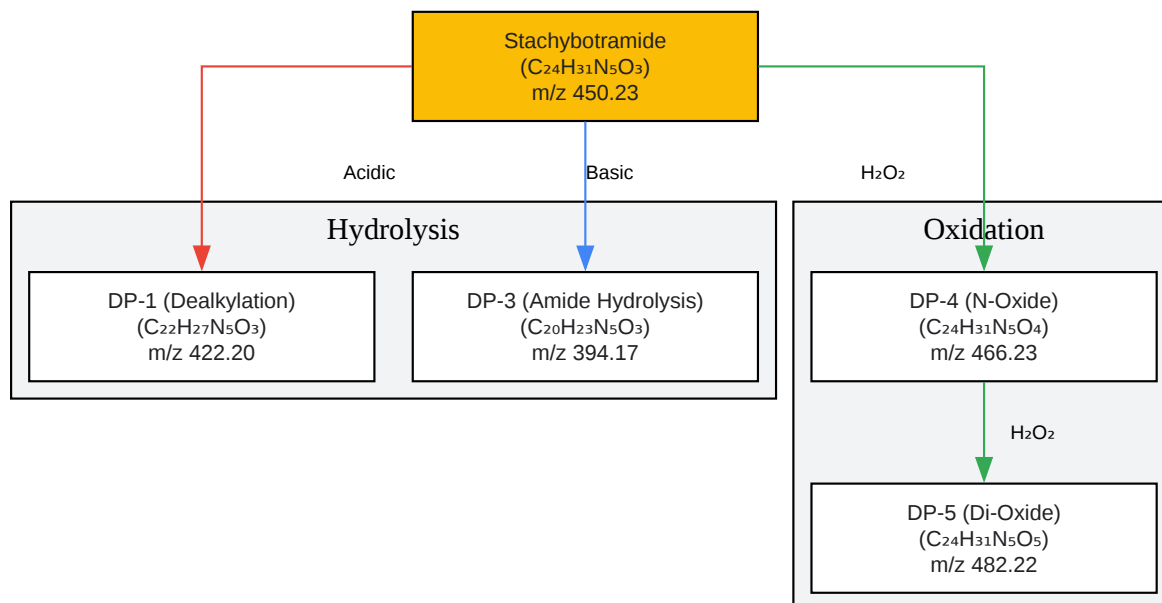 Stachybotramide
(C₂₄H₃₁N₅O₃)
m/z 450.23
Acidic
Basic
H₂O₂
Hydrolysis
Oxidation
DP-1 (Dealkylation)
(C₂₂H₂₇N₅O₃)
m/z 422.20
DP-3 (Amide Hydrolysis)
(C₂₀H₂₃N₅O₃)
m/z 394.17
DP-4 (N-Oxide)
(C₂₄H₃₁N₅O₄)
m/z 466.23
H₂O₂
DP-5 (Di-Oxide)
(C₂₄H₃₁N₅O₅)
m/z 482.22